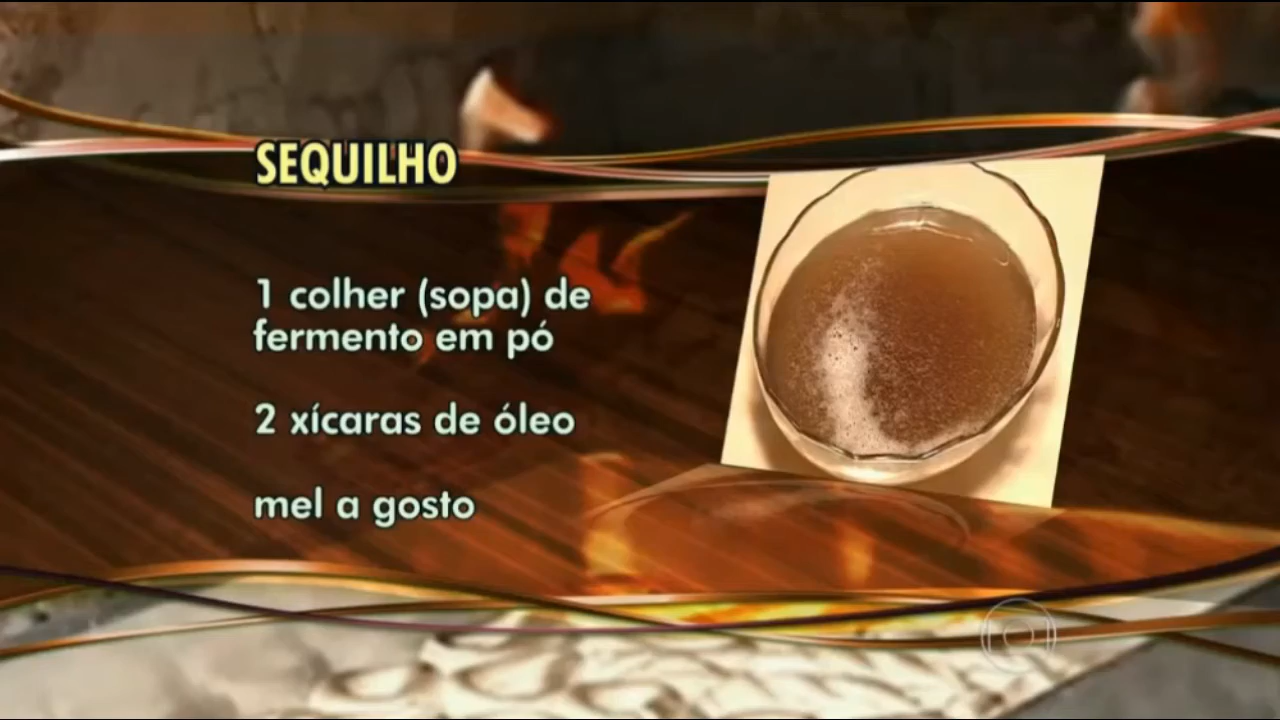 SEQUILHO
1 colher (sopa) de
fermento em pó
2 xícaras de óleo
mel a gosto